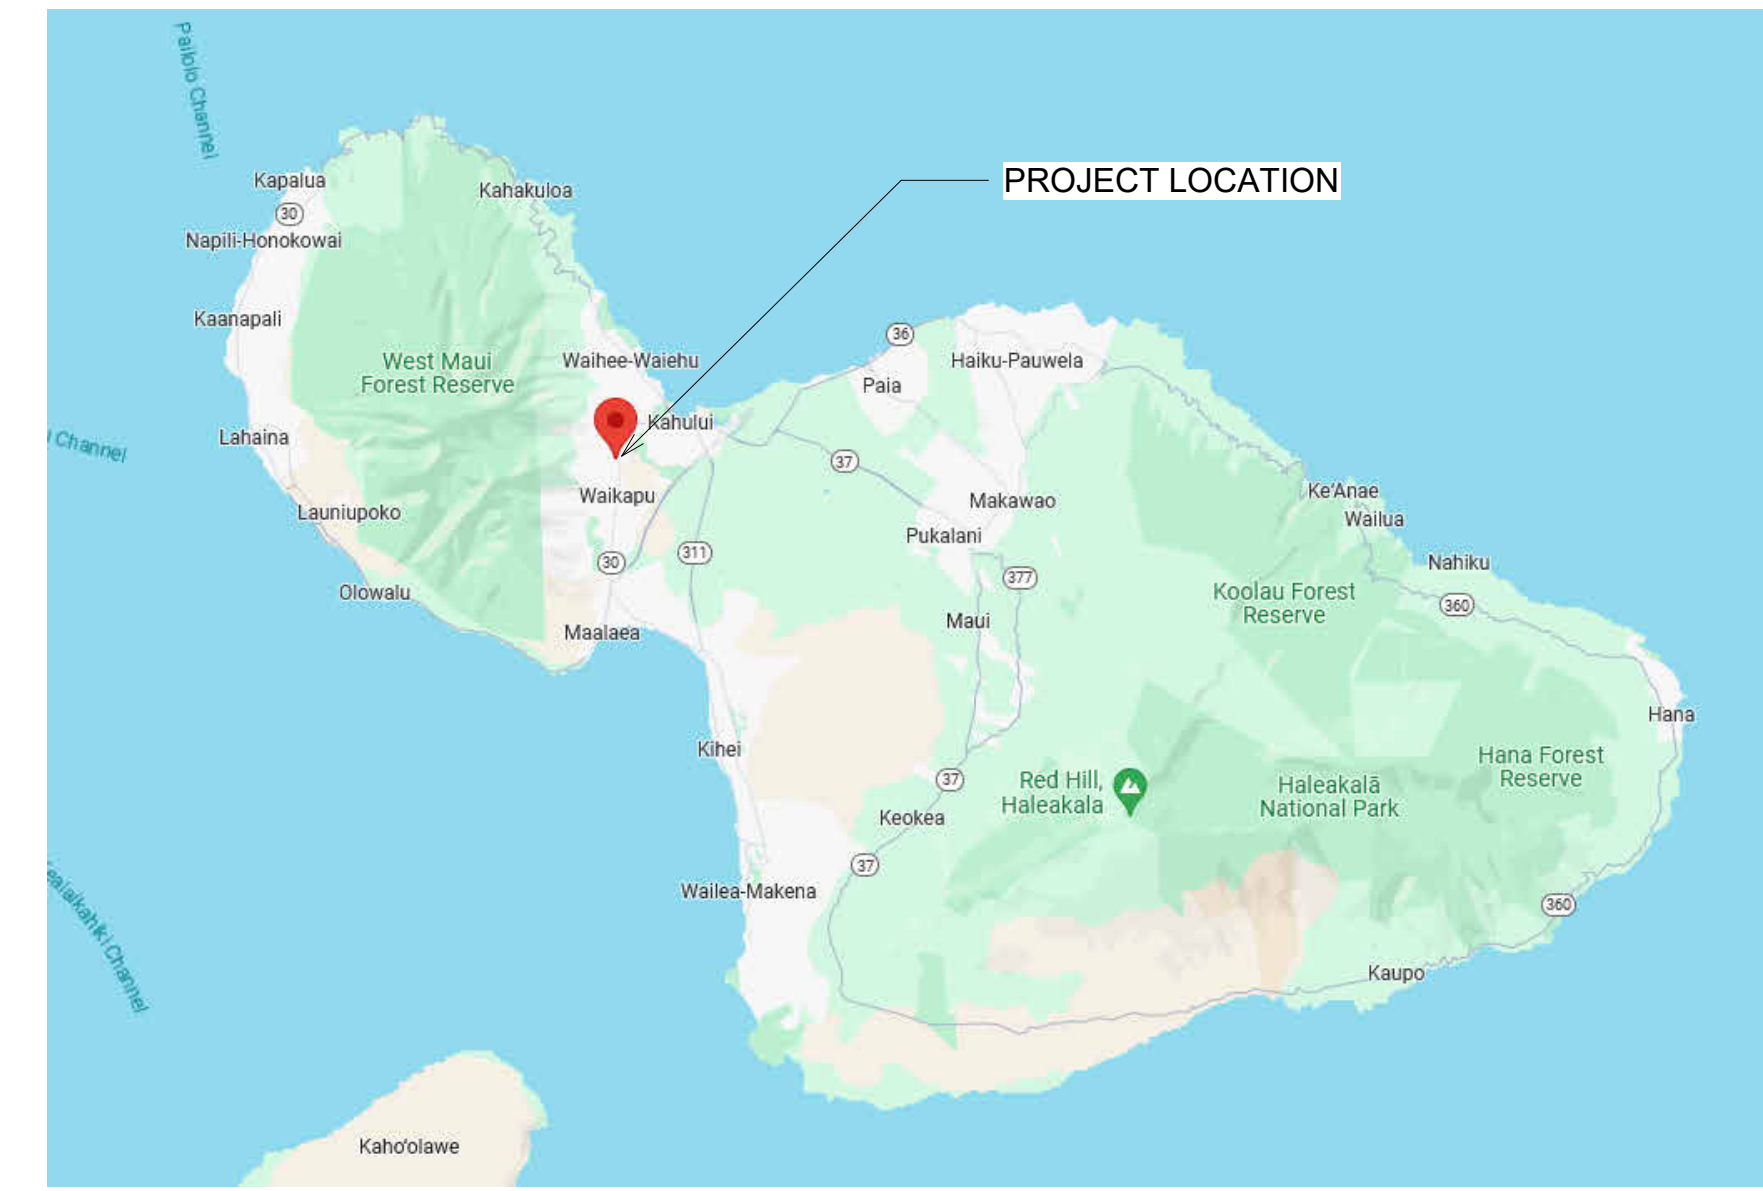 Pailolo Channel
PROJECT LOCATION
Kapalua
Kahakuloa
30
Napili-Honokowai
Kaanapali
36
West Maui
Forest Reserve
Waihee-Waiehu
Haiku-Pauwela
Paia
Kahului
Lahaina
Channel
37
Waikapu
Makawao
Ke'Anae
Launiupoko
Wailua
Pukalani
311
30
Nahiku
377
Olowalu
Koolau Forest
Reserve
360
Maui
Maalaea
Hana
Kihei
Hana Forest
Reserve
37
Red Hill,
Haleakala
Haleakalā
National Park
Keokea
37
Wailea-Makena
360
Channel
Kaupo
Kaho'olawe